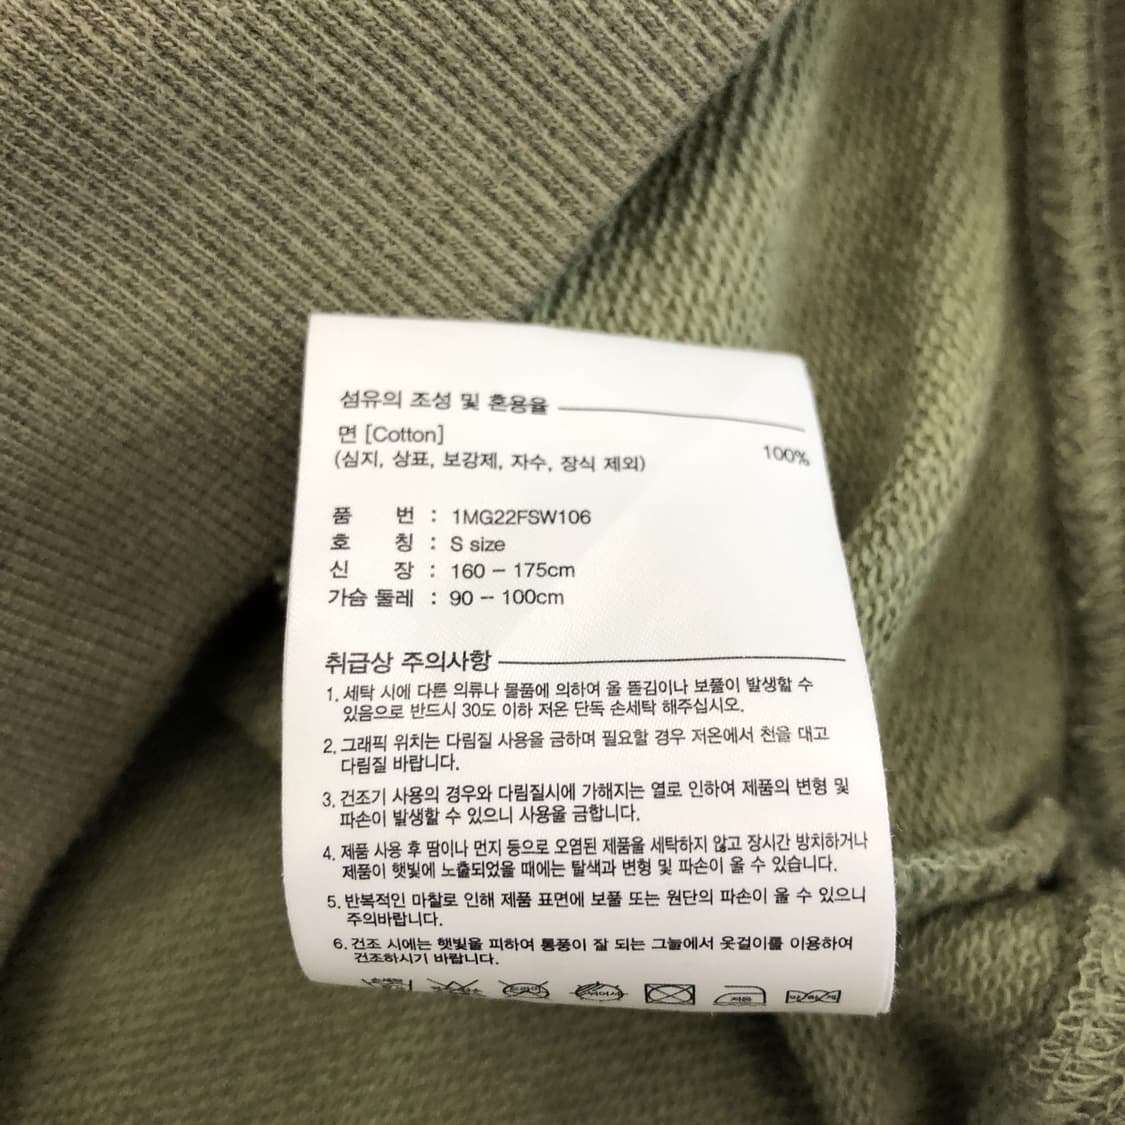 섬유의 조성 및 혼용율
면 [Cotton] 100%
(심지, 상표, 보강제, 자수, 장식 제외)
품 번 : 1MG22FSW106
호 칭 : S size
신 장 : 160 - 175cm
가슴 둘레 : 90 - 100cm
취급상 주의사항
1. 세탁 시에 다른 의류나 물품에 의하여 올 뜯김이나 보풀이 발생할 수
있음으로 반드시 30도 이하 저온 단독 손세탁 해주십시오.
2. 그래픽 위치는 다림질 사용을 금하며 필요할 경우 저온에서 천을 대고
다림질 바랍니다.
3. 건조기 사용의 경우와 다림질시에 가해지는 열로 인하여 제품의 변형 및
파손이 발생할 수 있으니 사용을 금합니다.
4. 제품 사용 후 땀이나 먼지 등으로 오염된 제품을 세탁하지 않고 장시간 방치하거나
제품이 햇빛에 노출되었을 때에는 탈색과 변형 및 파손이 올 수 있습니다.
5. 반복적인 마찰로 인해 제품 표면에 보풀 또는 원단의 파손이 올 수 있으니
주의바랍니다.
6. 건조 시에는 햇빛을 피하여 통풍이 잘 되는 그늘에서 옷걸이를 이용하여
건조하시기 바랍니다.